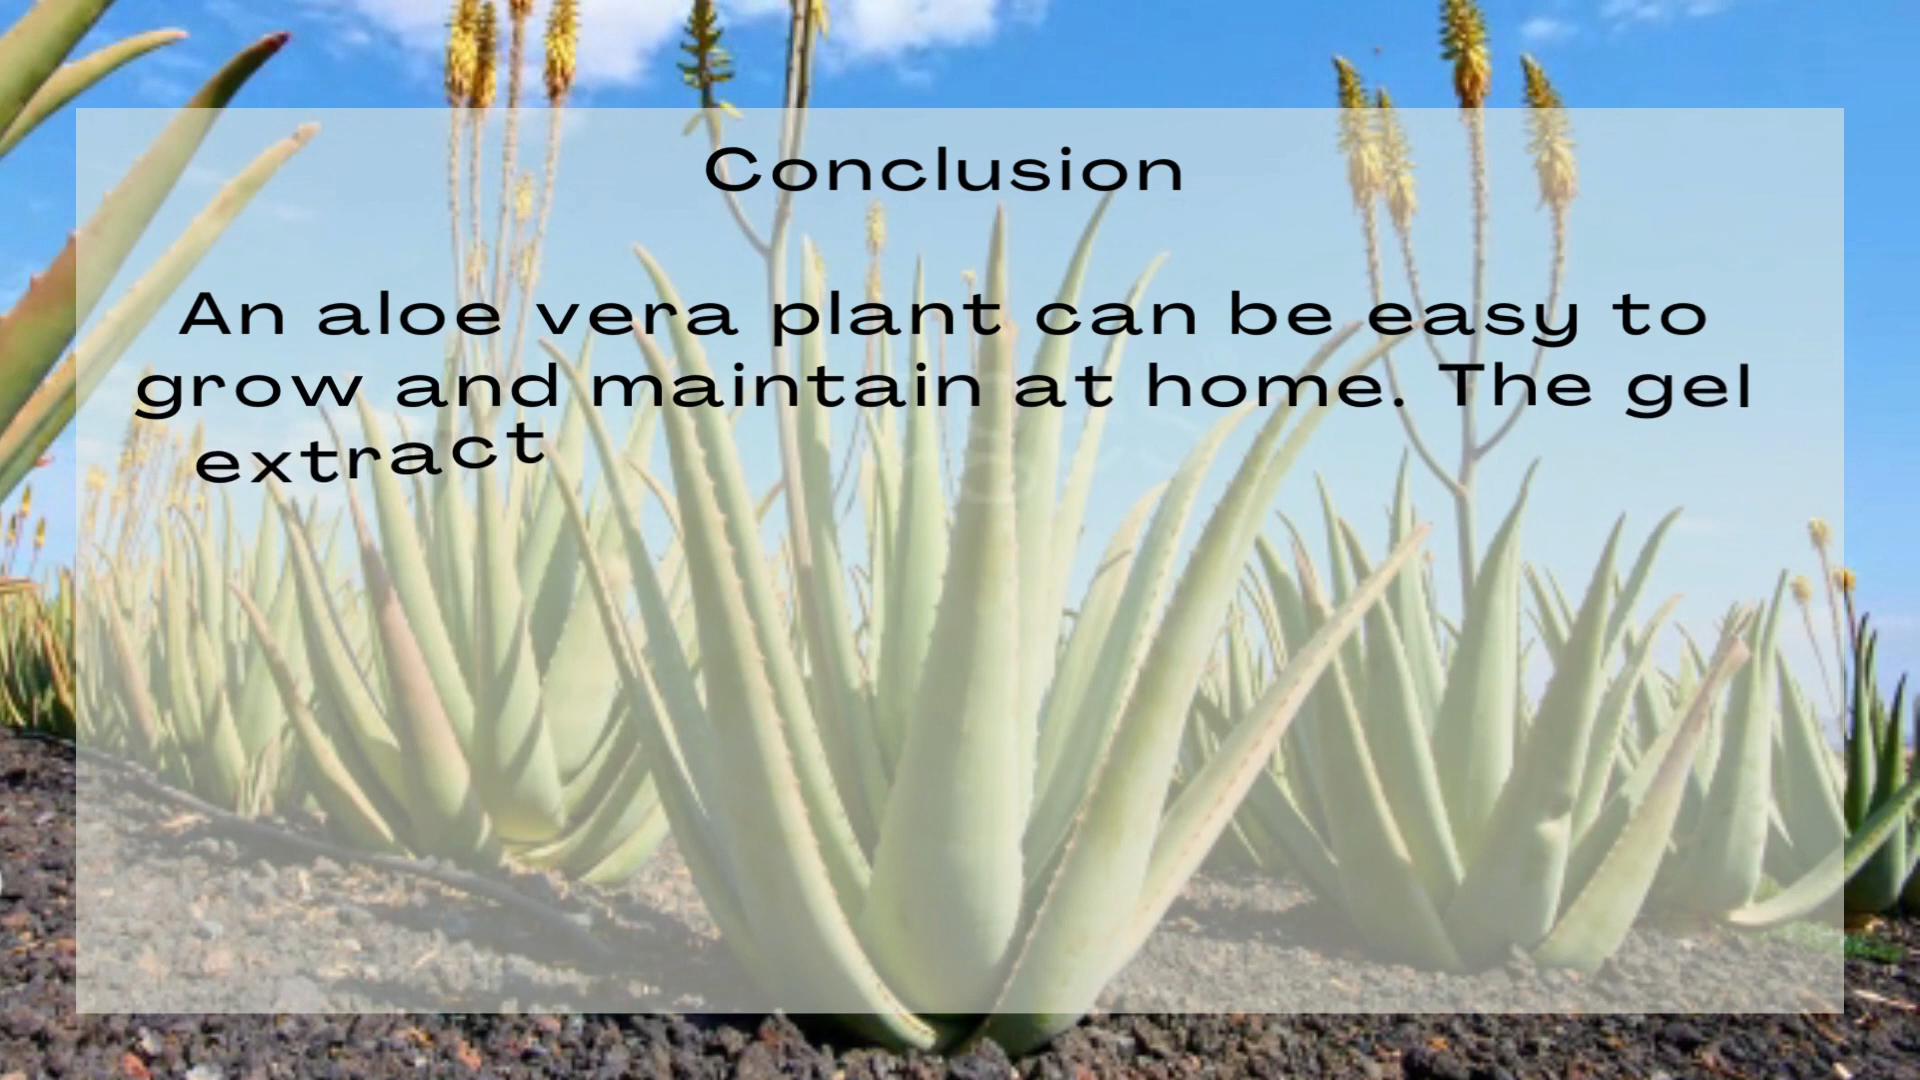 Conclusion
An aloe vera plant can be easy to
grow and maintain at home. The gel
extract